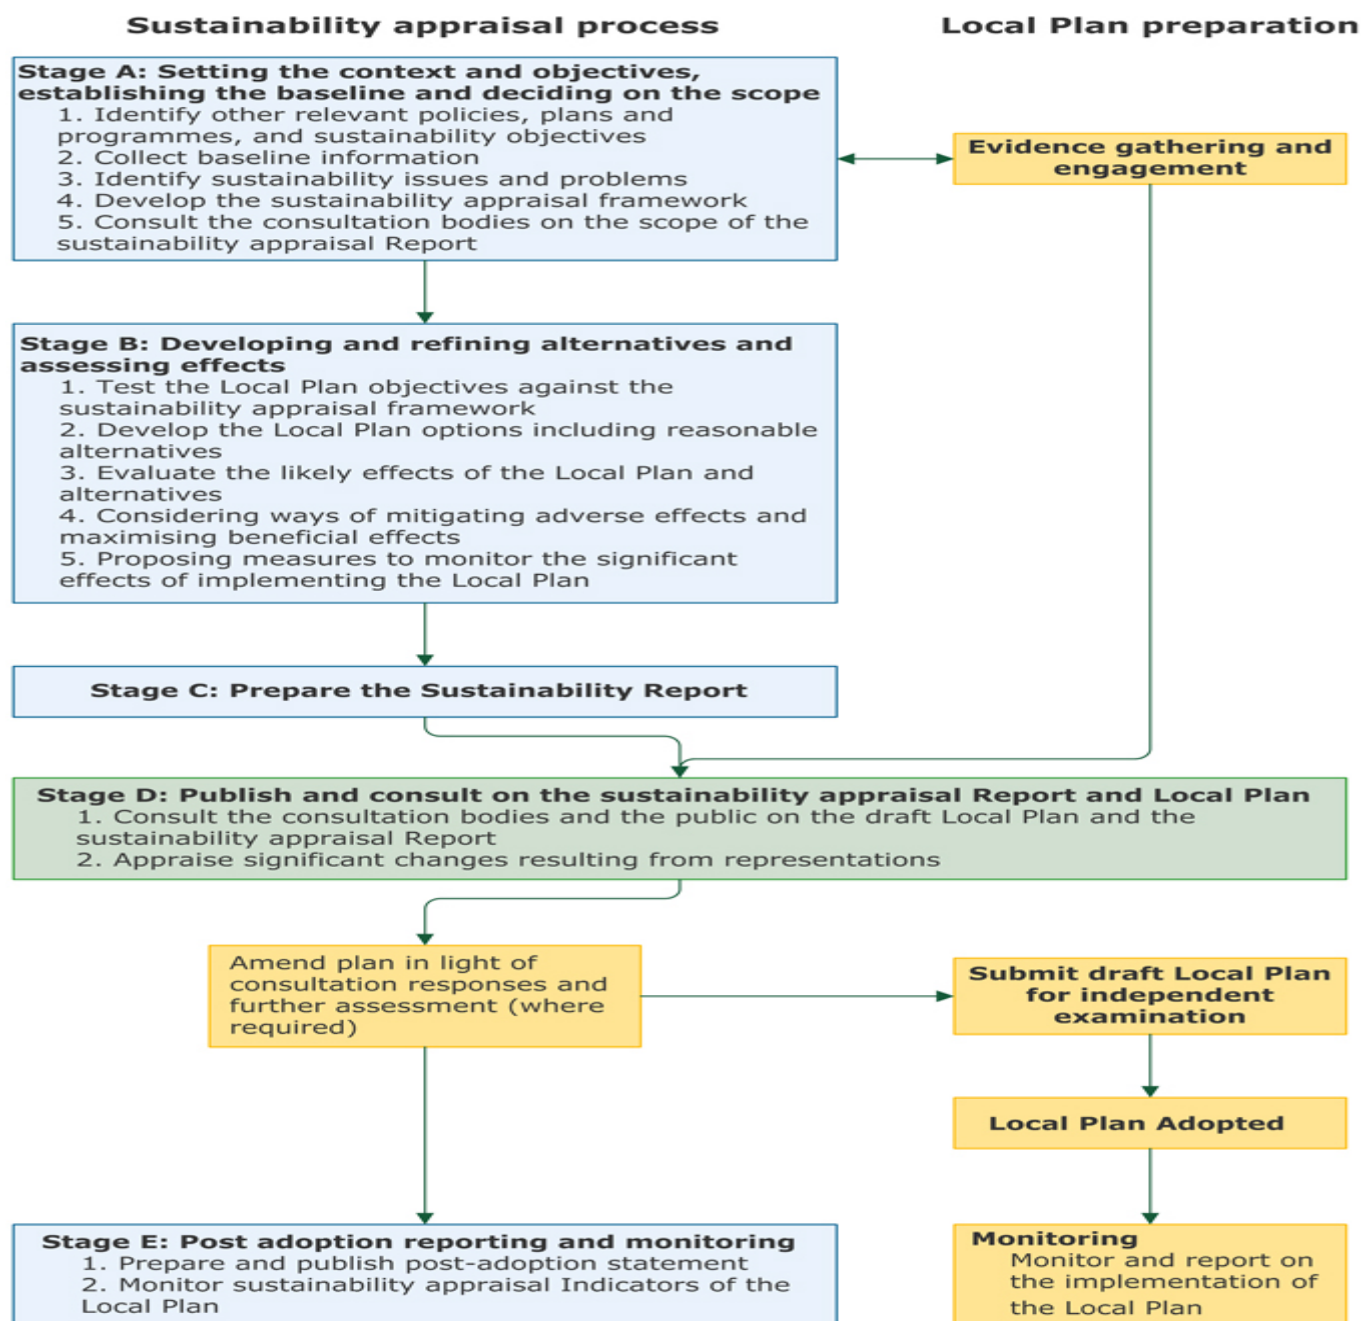 Sustainability appraisal process
Local Plan preparation
Stage A: Setting the context and objectives,
establishing the baseline and deciding on the scope
1. Identify other relevant policies, plans and
programmes, and sustainability objectives
2. Collect baseline information
3. Identify sustainability issues and problems
4. Develop the sustainability appraisal framework
5. Consult the consultation bodies on the scope of the
sustainability appraisal Report
Evidence gathering and
engagement
Stage B: Developing and refining alternatives and
assessing effects
1. Test the Local Plan objectives against the
sustainability appraisal framework
2. Develop the Local Plan options including reasonable
alternatives
3. Evaluate the likely effects of the Local Plan and
alternatives
4. Considering ways of mitigating adverse effects and
maximising beneficial effects
5. Proposing measures to monitor the significant
effects of implementing the Local Plan
Stage C: Prepare the Sustainability Report
Stage D: Publish and consult on the sustainability appraisal Report and Local Plan
1. Consult the consultation bodies and the public on the draft Local Plan and the
sustainability appraisal Report
2. Appraise significant changes resulting from representations
Amend plan in light of
consultation responses and
further assessment (where
required)
Submit draft Local Plan
for independent
examination
Local Plan Adopted
Stage E: Post adoption reporting and monitoring
1. Prepare and publish post-adoption statement
2. Monitor sustainability appraisal Indicators of the
Local Plan
Monitoring
Monitor and report on
the implementation of
the Local Plan